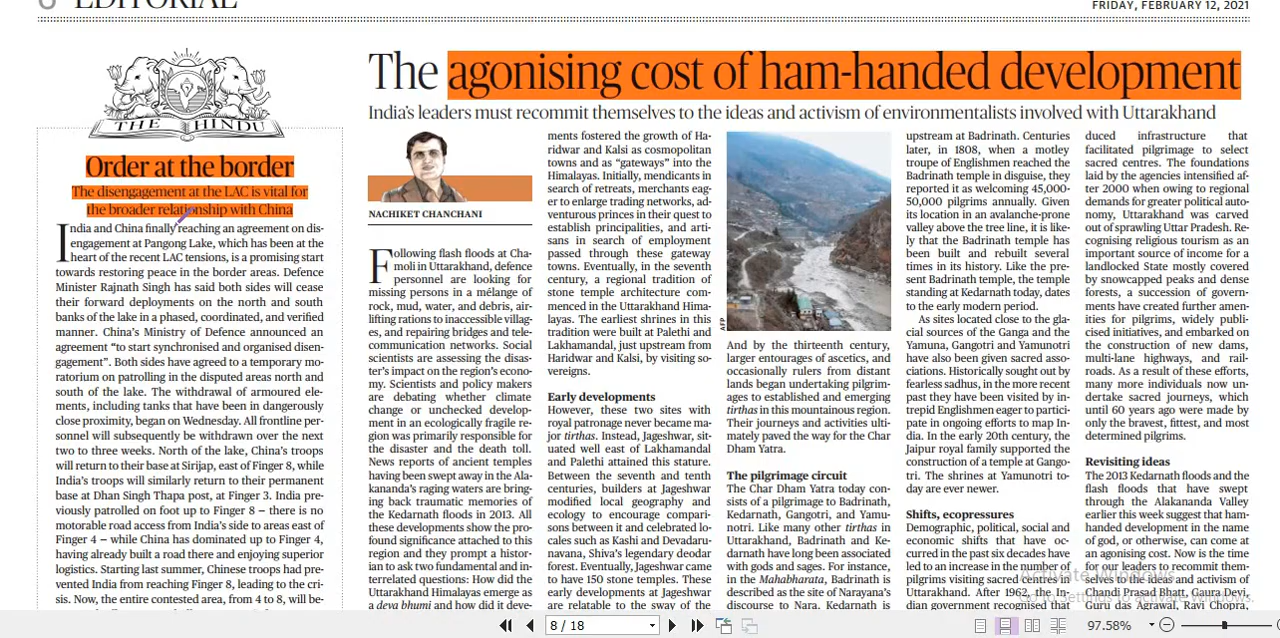 EDITORIAL
FRIDAY, FEBRUARY 12, 2021
THE HINDU
Order at the border
The disengagement at the LAC is vital for
the broader relationship with China
India and China finally reaching an agreement on dis-
engagement at Pangong Lake, which has been at the
heart of the recent LAC tensions, is a promising start
towards restoring peace in the border areas. Defence
Minister Rajnath Singh has said both sides will cease
their forward deployments on the north and south
banks of the lake in a phased, coordinated, and verified
manner. China's Ministry of Defence announced an
agreement "to start synchronised and organised disen-
gagement". Both sides have agreed to a temporary mo-
ratorium on patrolling in the disputed areas north and
south of the lake. The withdrawal of armoured ele-
ments, including tanks that have been in dangerously
close proximity, began on Wednesday. All frontline per-
sonnel will subsequently be withdrawn over the next
two to three weeks. North of the lake, China's troops
will return to their base at Sirijap, east of Finger 8, while
India's troops will similarly return to their permanent
base at Dhan Singh Thapa post, at Finger 3. India pre-
viously patrolled on foot up to Finger 8 – there is no
motorable road access from India's side to areas east of
Finger 4 – while China has dominated up to Finger 4,
having already built a road there and enjoying superior
logistics. Starting last summer, Chinese troops had pre-
vented India from reaching Finger 8, leading to the cri-
sis. Now, the entire contested area, from 4 to 8, will be-
The agonising cost of ham-handed development
India's leaders must recommit themselves to the ideas and activism of environmentalists involved with Uttarakhand
NACHIKET CHANCHANI
Following flash floods at Cha-
moli in Uttarakhand, defence
personnel are looking for
missing persons in a mélange of
rock, mud, water, and debris, air-
lifting rations to inaccessible villag-
es, and repairing bridges and tele-
communication networks. Social
scientists are assessing the disas-
ter's impact on the region's econo-
my. Scientists and policy makers
are debating whether climate
change or unchecked develop-
ment in an ecologically fragile re-
gion was primarily responsible for
the disaster and the death toll.
News reports of ancient temples
having been swept away in the Ala-
kananda's raging waters are bring-
ing back traumatic memories of
the Kedarnath floods in 2013. All
these developments show the pro-
found significance attached to this
region and they prompt a histor-
ian to ask two fundamental and in-
terrelated questions: How did the
Uttarakhand Himalayas emerge as
a deva bhumi and how did it deve-
ments fostered the growth of Ha-
ridwar and Kalsi as cosmopolitan
towns and as "gateways" into the
Himalayas. Initially, mendicants in
search of retreats, merchants eag-
er to enlarge trading networks, ad-
venturous princes in their quest to
establish principalities, and arti-
sans in search of employment
passed through these gateway
towns. Eventually, in the seventh
century, a regional tradition of
stone temple architecture com-
menced in the Uttarakhand Hima-
layas. The earliest shrines in this
tradition were built at Palethi and
Lakhamandal, just upstream from
Haridwar and Kalsi, by visiting so-
vereigns.
Early developments
However, these two sites with
royal patronage never became ma-
jor tirthas. Instead, Jageshwar, sit-
uated well east of Lakhamandal
and Palethi attained this stature.
Between the seventh and tenth
centuries, builders at Jageshwar
modified local geography and
ecology to encourage compari-
sons between it and celebrated lo-
cales such as Kashi and Devadaru-
navana, Shiva's legendary deodar
forest. Eventually, Jageshwar came
to have 150 stone temples. These
early developments at Jageshwar
are relatable to the sway of the
AFP
And by the thirteenth century,
larger entourages of ascetics, and
occasionally rulers from distant
lands began undertaking pilgrim-
ages to established and emerging
tirthas in this mountainous region.
Their journeys and activities ulti-
mately paved the way for the Char
Dham Yatra.
The pilgrimage circuit
The Char Dham Yatra today con-
sists of a pilgrimage to Badrinath,
Kedarnath, Gangotri, and Yamu-
notri. Like many other tirthas in
Uttarakhand, Badrinath and Ke-
darnath have long been associated
with gods and sages. For instance,
in the Mahabharata, Badrinath is
described as the site of Narayana's
discourse to Nara. Kedarnath is
upstream at Badrinath. Centuries
later, in 1808, when a motley
troupe of Englishmen reached the
Badrinath temple in disguise, they
reported it as welcoming 45,000-
50,000 pilgrims annually. Given
its location in an avalanche-prone
valley above the tree line, it is like-
ly that the Badrinath temple has
been built and rebuilt several
times in its history. Like the pre-
sent Badrinath temple, the temple
standing at Kedarnath today, dates
to the early modern period.
As sites located close to the gla-
cial sources of the Ganga and the
Yamuna, Gangotri and Yamunotri
have also been given sacred asso-
ciations. Historically sought out by
fearless sadhus, in the more recent
past they have been visited by in-
trepid Englishmen eager to partici-
pate in ongoing efforts to map In-
dia. In the early 20th century, the
Jaipur royal family supported the
construction of a temple at Gango-
tri. The shrines at Yamunotri to-
day are ever newer.
Shifts, ecopressures
Demographic, political, social and
economic shifts that have oc-
curred in the past six decades have
led to an increase in the number of
pilgrims visiting sacred centres in
Uttarakhand. After 1962, the In-
dian government recognised that
duced infrastructure that
facilitated pilgrimage to select
sacred centres. The foundations
laid by the agencies intensified af-
ter 2000 when owing to regional
demands for greater political auto-
nomy, Uttarakhand was carved
out of sprawling Uttar Pradesh. Re-
cognising religious tourism as an
important source of income for a
landlocked State mostly covered
by snowcapped peaks and dense
forests, a succession of govern-
ments have created further amen-
ities for pilgrims, widely publi-
cised initiatives, and embarked on
the construction of new dams,
multi-lane highways, and rail-
roads. As a result of these efforts,
many more individuals now un-
dertake sacred journeys, which
until 60 years ago were made by
only the bravest, fittest, and most
determined pilgrims.
Revisiting ideas
The 2013 Kedarnath floods and the
flash floods that have swept
through the Alakananda Valley
earlier this week suggest that ham-
handed development in the name
of god, or otherwise, can come at
an agonising cost. Now is the time
for our leaders to recommit them-
selves to the ideas and activism of
Chandi Prasad Bhatt, Gaura Devi,
Guru das Agrawal, Ravi Chopra,
Activate Windows
Go to Settings to activate Windows.
8 / 18
97.58%